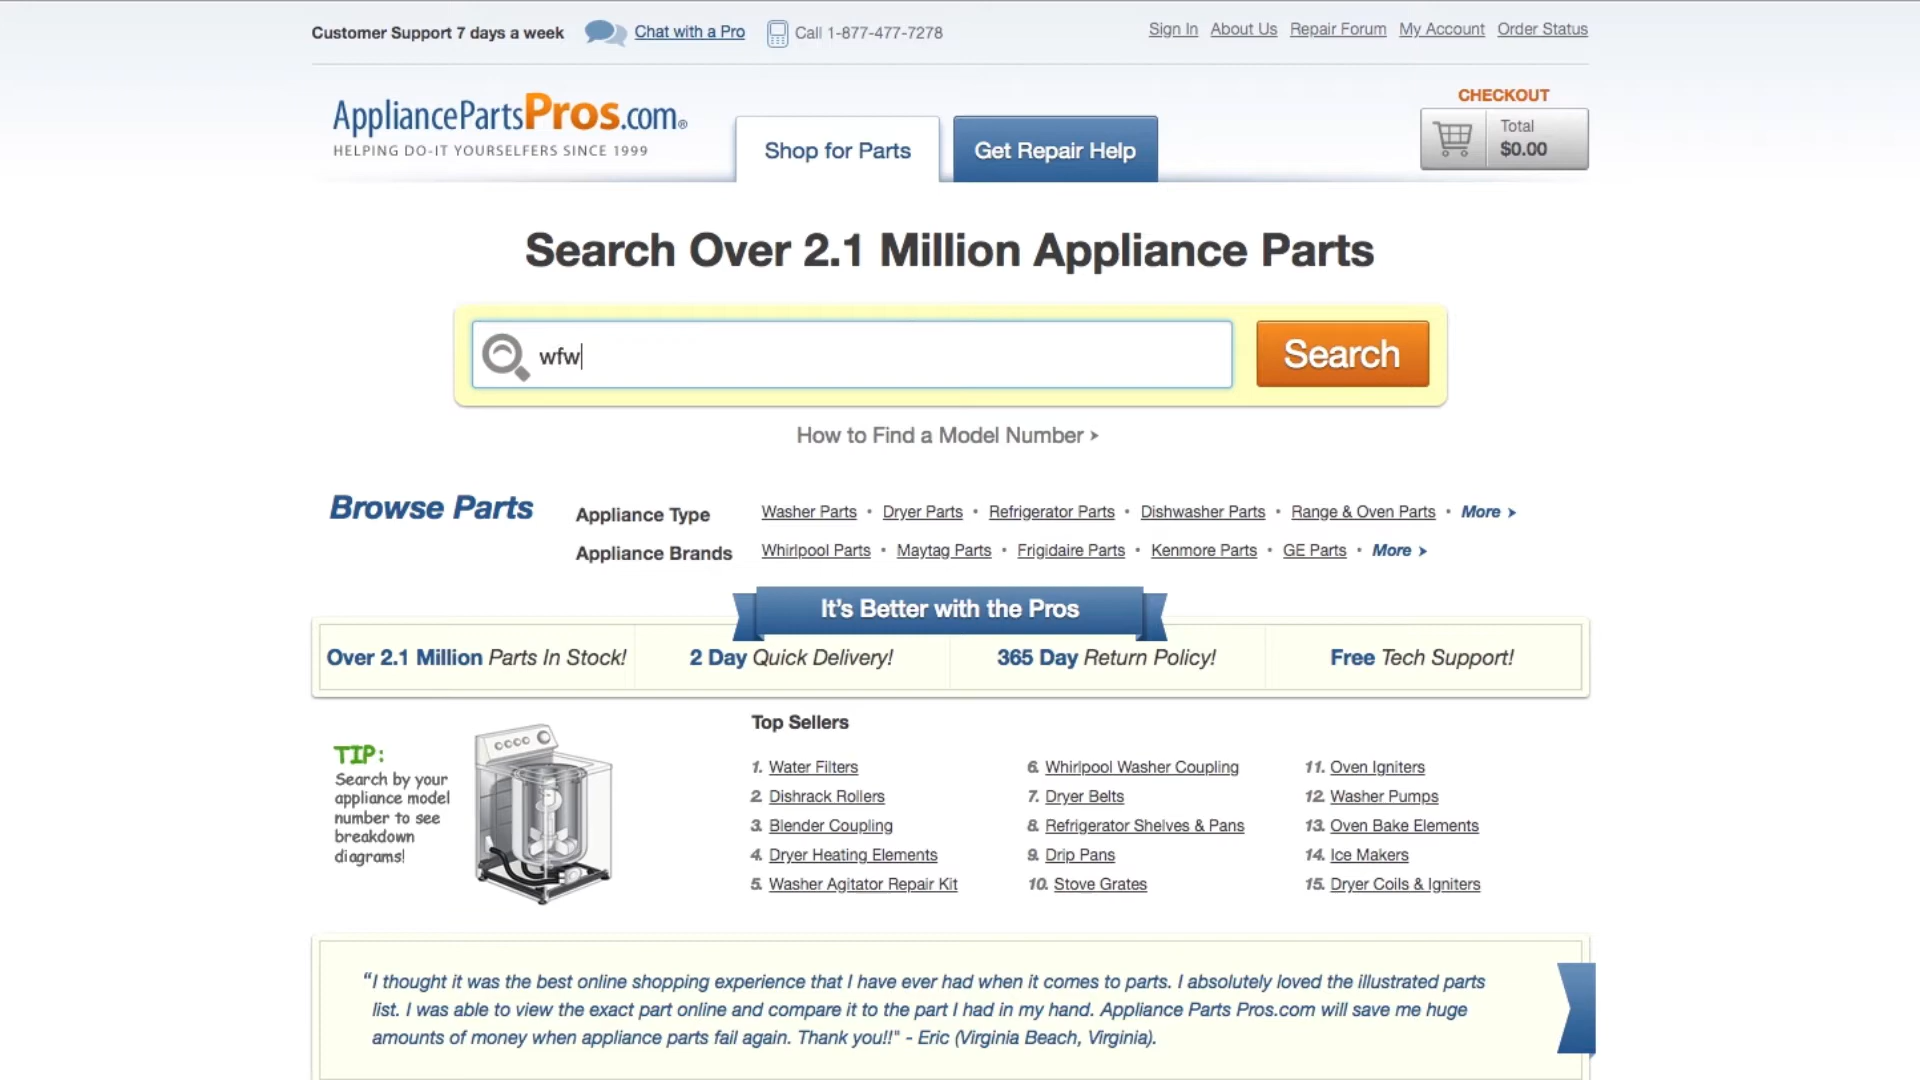 Customer Support 7 days a week Chat with a Pro Call 1-877-477-7278 Sign In About Us Repair Forum My Account Order Status
AppliancePartsPros.com®
HELPING DO-IT YOURSELFERS SINCE 1999
Shop for Parts Get Repair Help
CHECKOUT
Total
$0.00
Search Over 2.1 Million Appliance Parts
wfw Search
How to Find a Model Number >
Browse Parts
Appliance Type Washer Parts • Dryer Parts • Refrigerator Parts • Dishwasher Parts • Range & Oven Parts • More >
Appliance Brands Whirlpool Parts • Maytag Parts • Frigidaire Parts • Kenmore Parts • GE Parts • More >
It's Better with the Pros
Over 2.1 Million Parts In Stock! 2 Day Quick Delivery! 365 Day Return Policy! Free Tech Support!
TIP:
Search by your
appliance model
number to see
breakdown
diagrams!
Top Sellers
1. Water Filters
2. Dishrack Rollers
3. Blender Coupling
4. Dryer Heating Elements
5. Washer Agitator Repair Kit
6. Whirlpool Washer Coupling
7. Dryer Belts
8. Refrigerator Shelves & Pans
9. Drip Pans
10. Stove Grates
11. Oven Igniters
12. Washer Pumps
13. Oven Bake Elements
14. Ice Makers
15. Dryer Coils & Igniters
“I thought it was the best online shopping experience that I have ever had when it comes to parts. I absolutely loved the illustrated parts
list. I was able to view the exact part online and compare it to the part I had in my hand. Appliance Parts Pros.com will save me huge
amounts of money when appliance parts fail again. Thank you!!" - Eric (Virginia Beach, Virginia).